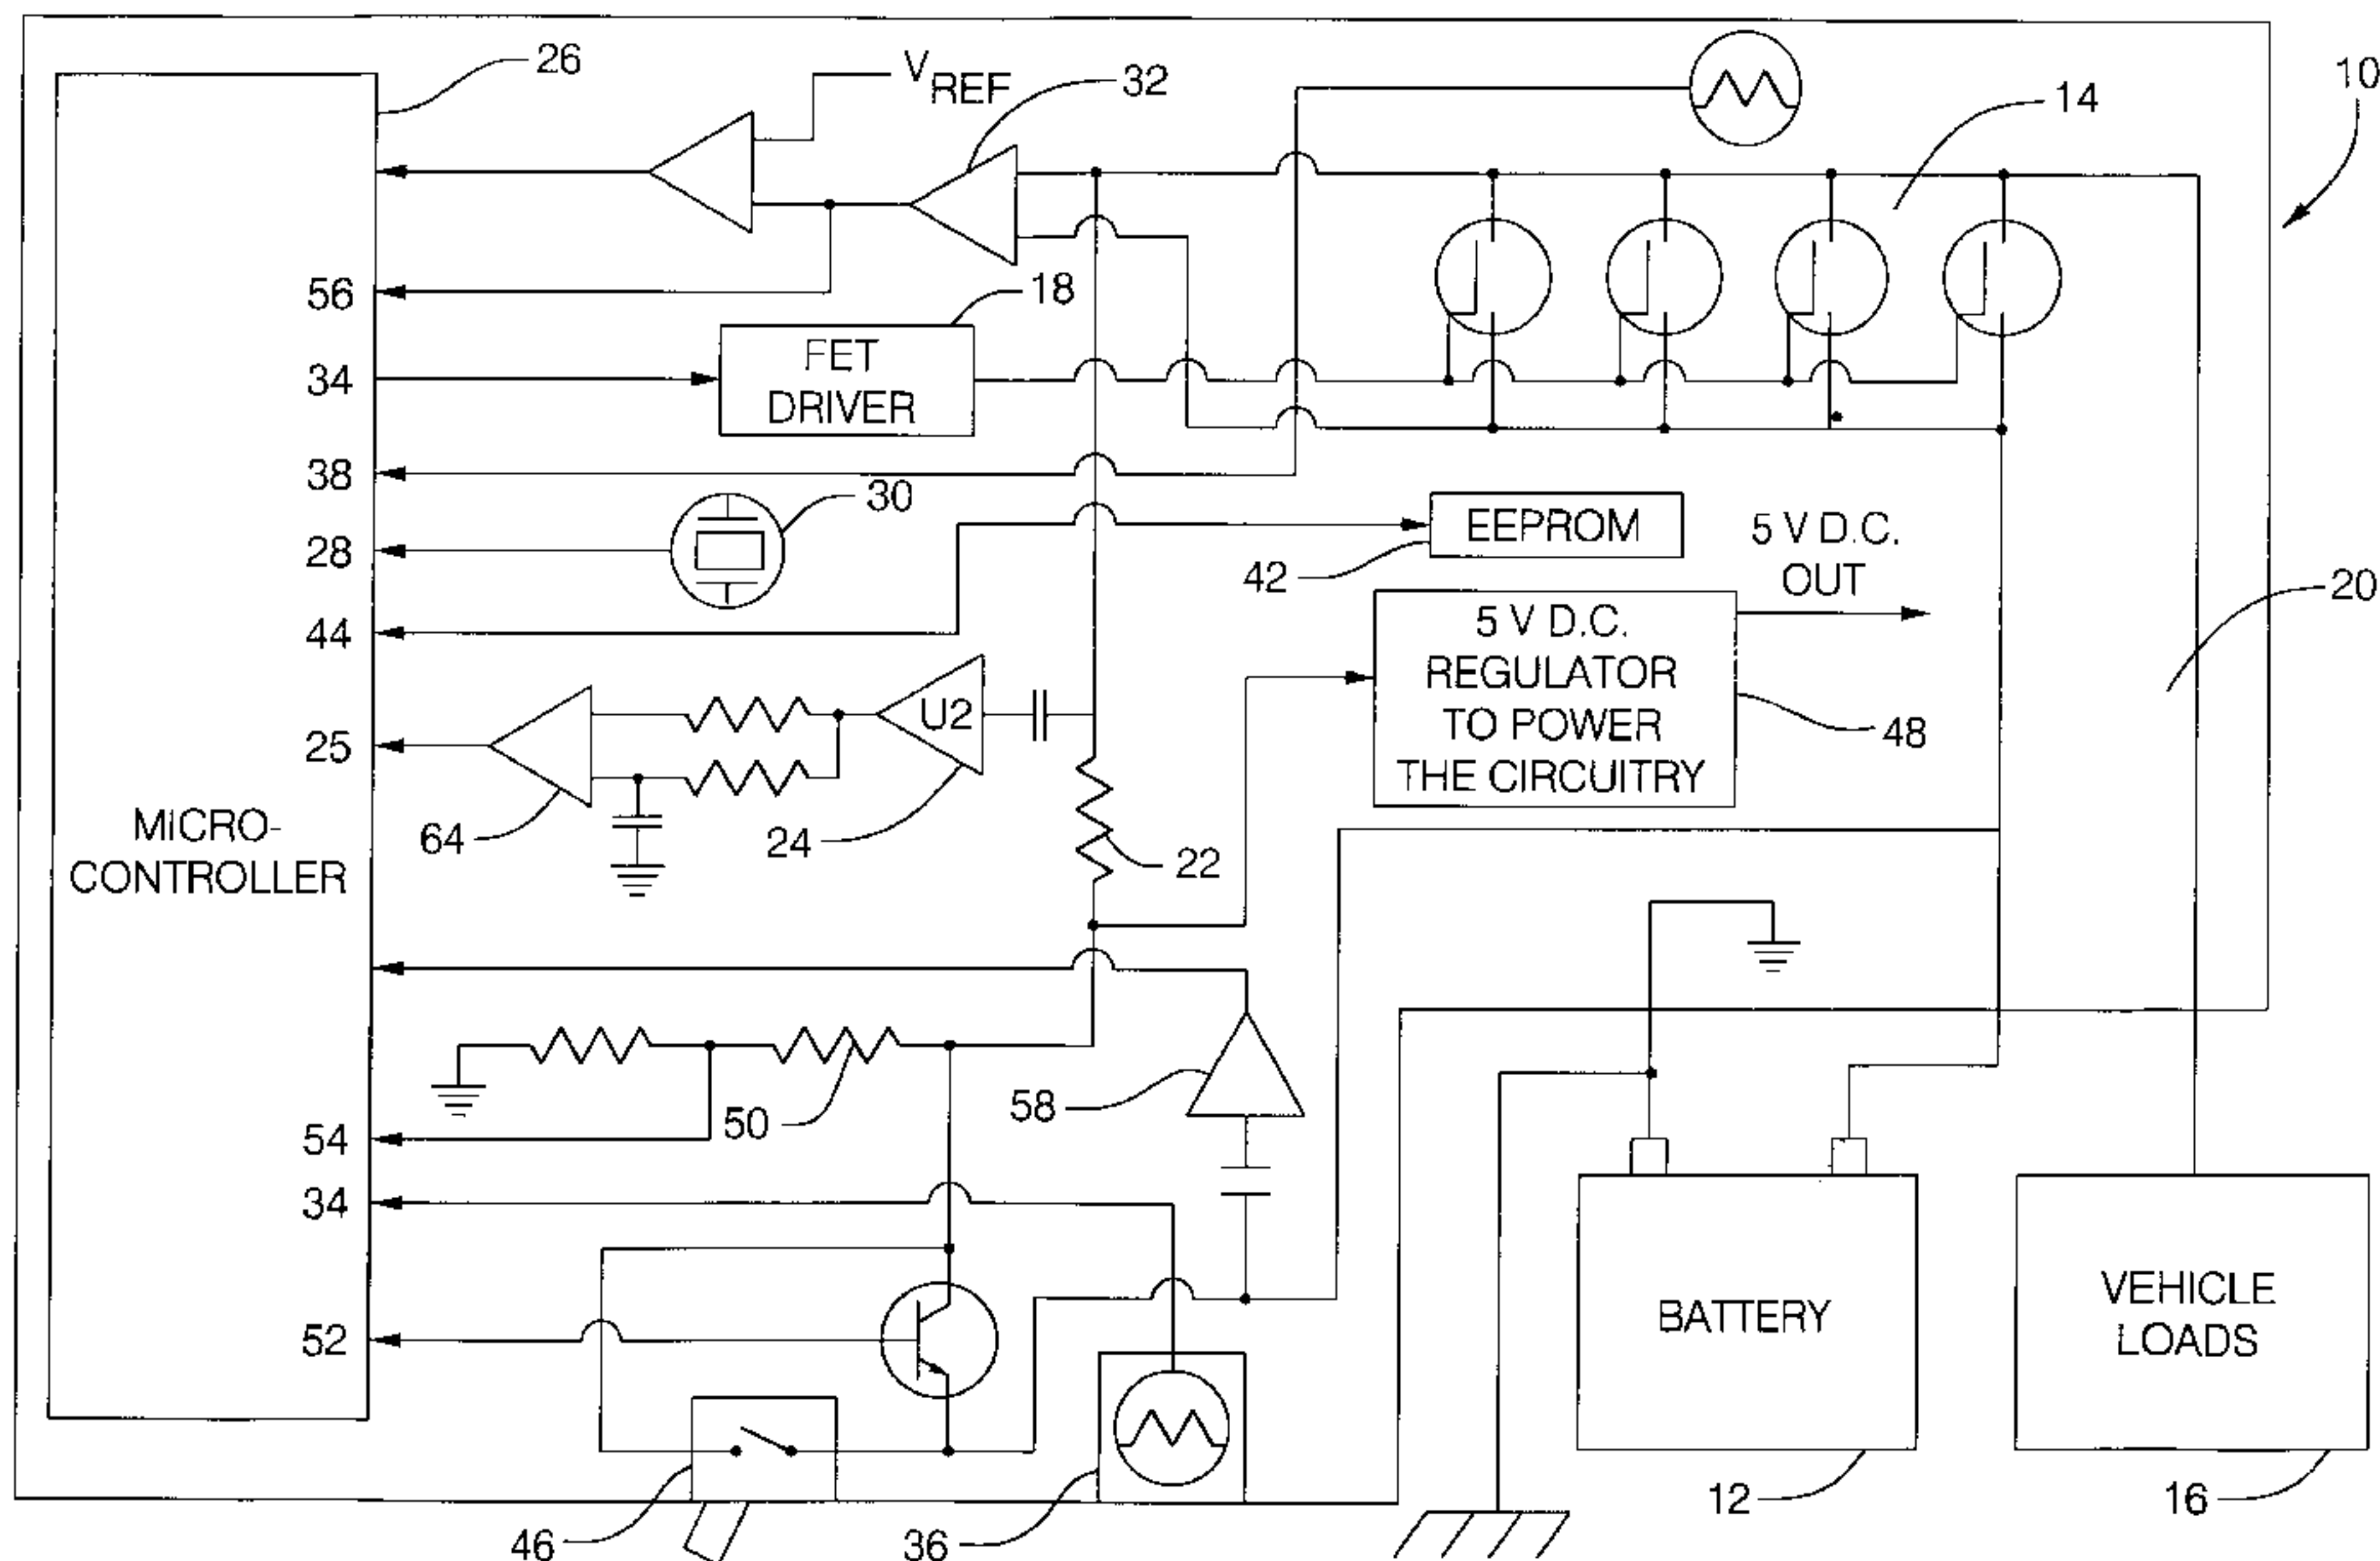 26
V REF
32
14
10
56
18
34
FET
DRIVER
38
30
28
EEPROM
42
5 V D.C.
OUT
20
44
5 V D.C.
REGULATOR
TO POWER
THE CIRCUITRY
48
25
U2
64
24
22
MICRO-
CONTROLLER
50
58
54
34
52
BATTERY
VEHICLE
LOADS
46
36
12
16